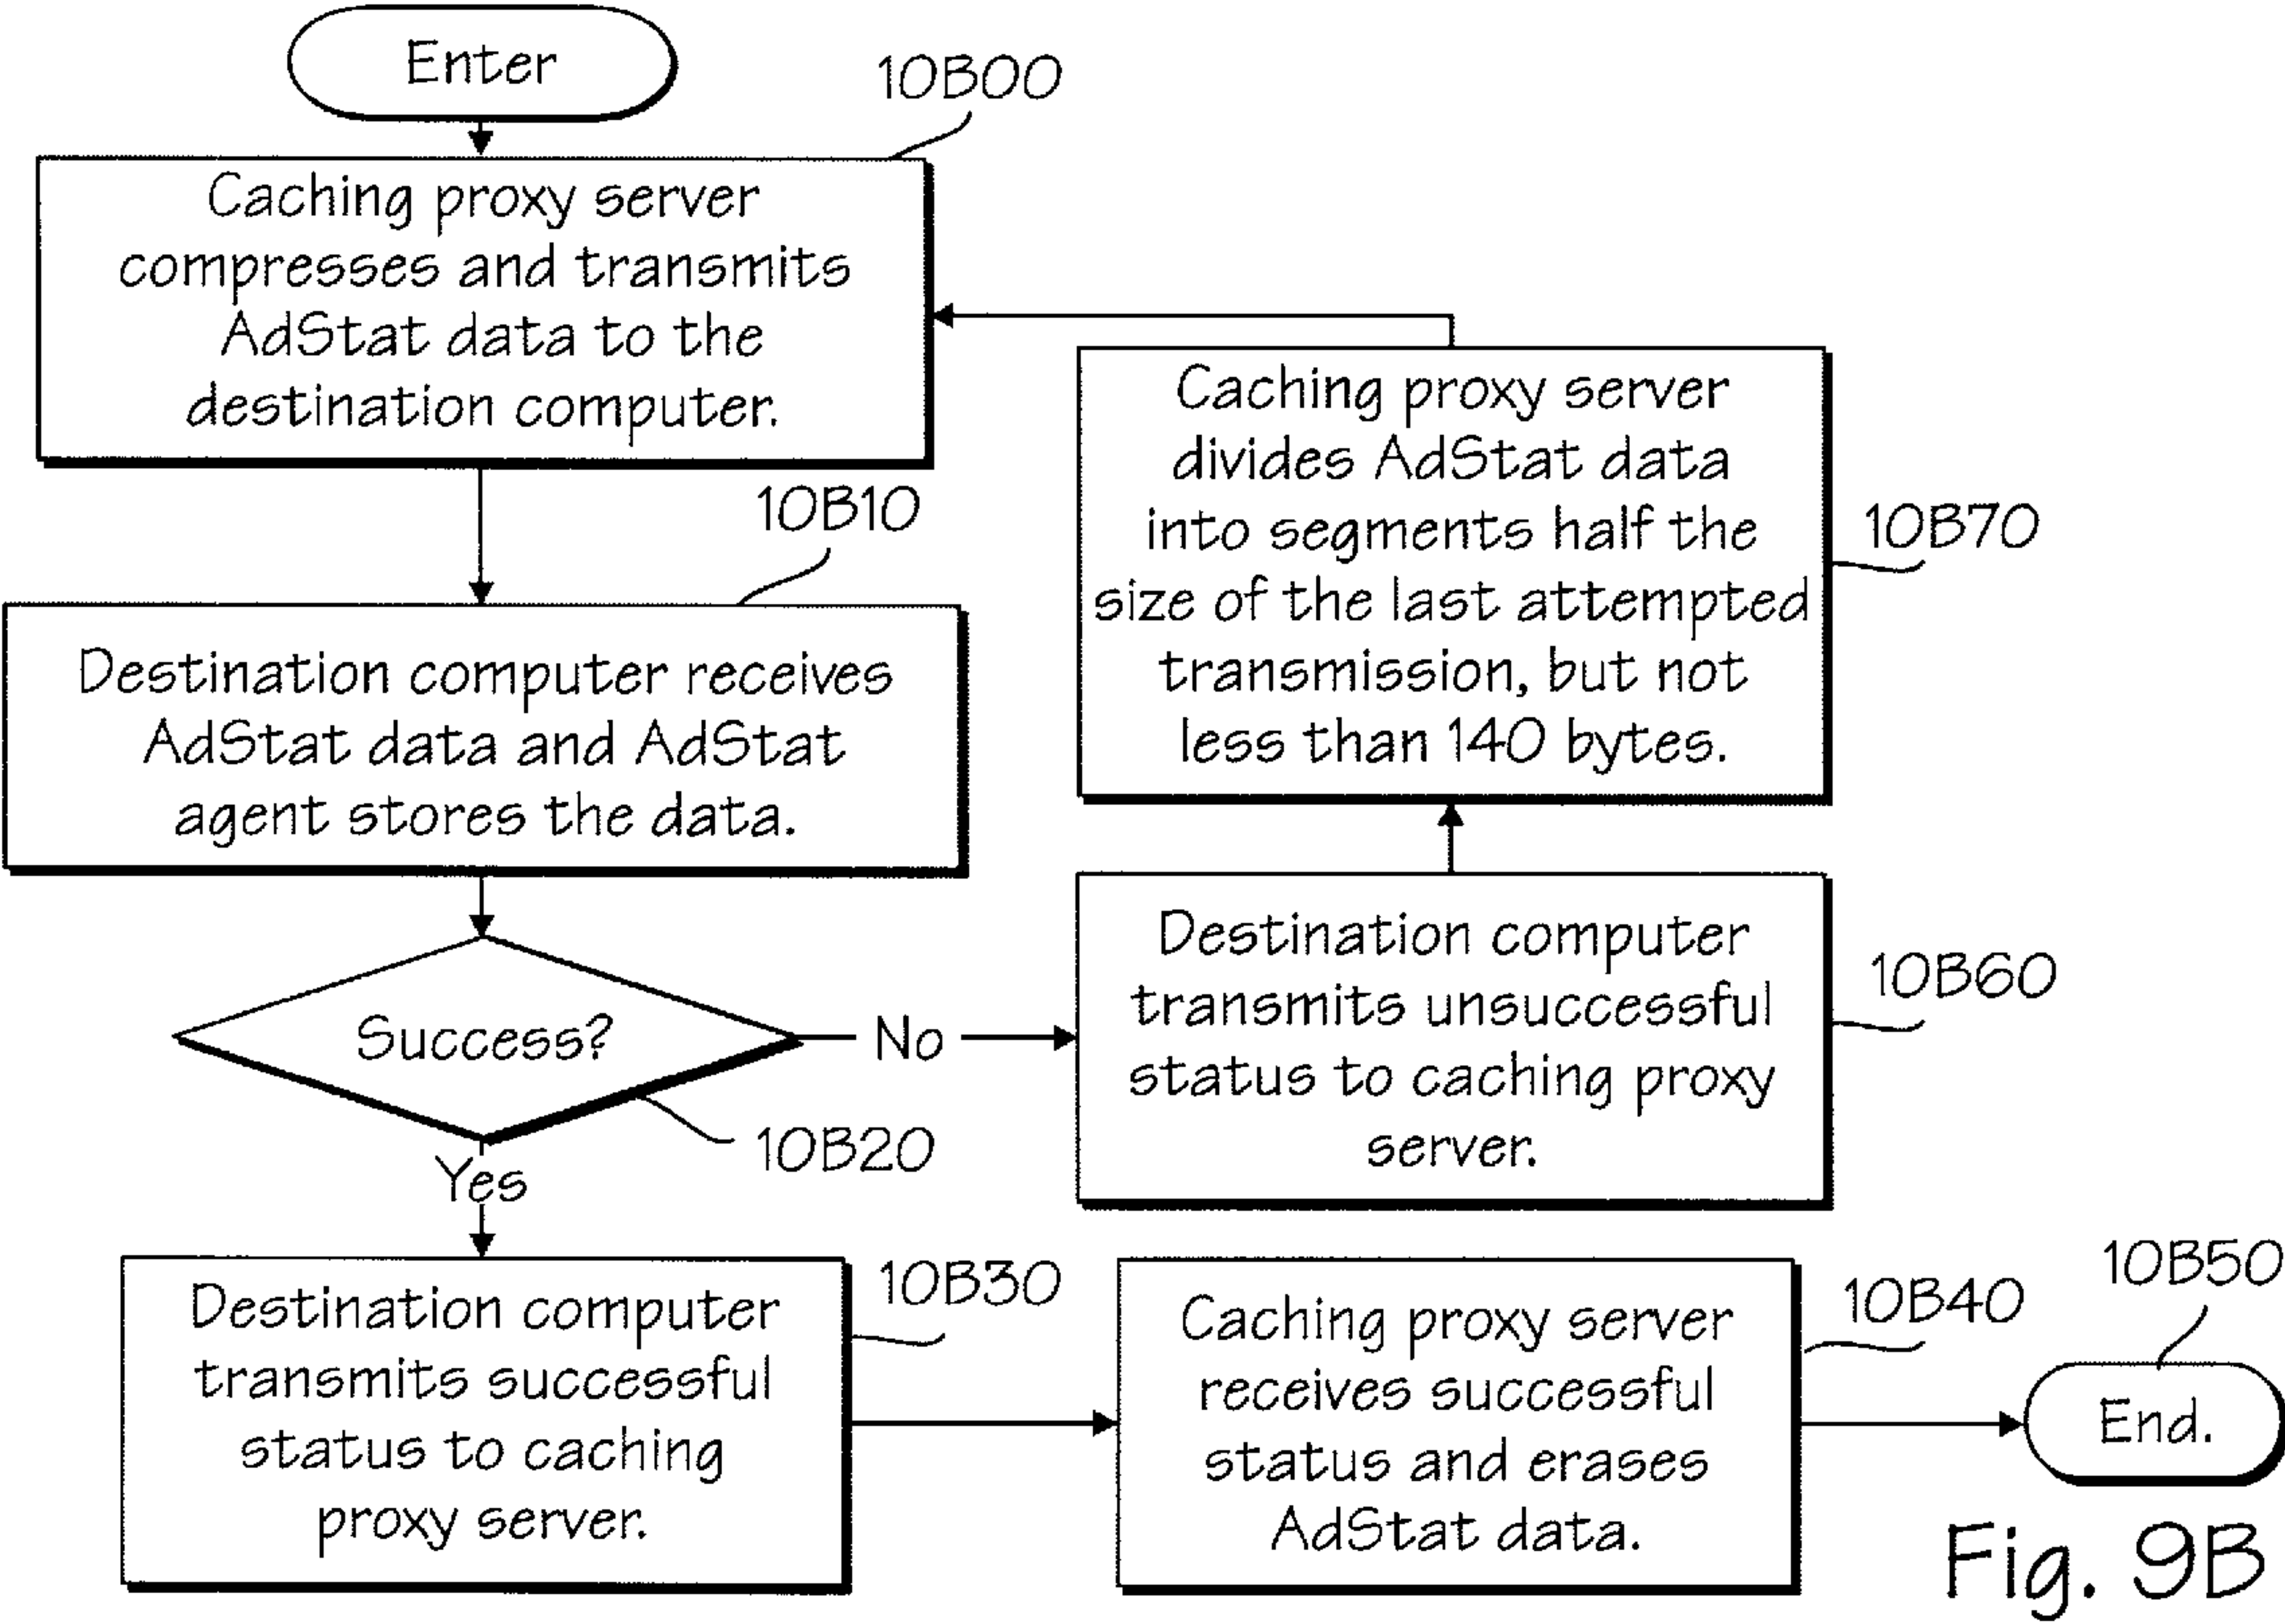 Enter
10B00
Caching proxy server
compresses and transmits
AdStat data to the
destination computer.
10B10
Destination computer receives
AdStat data and AdStat
agent stores the data.
Success?
10B20
No
Yes
Destination computer
transmits unsuccessful
status to caching proxy
server.
10B60
Caching proxy server
divides AdStat data
into segments half the
size of the last attempted
transmission, but not
less than 140 bytes.
10B70
Destination computer
transmits successful
status to caching
proxy server.
10B30
Caching proxy server
receives successful
status and erases
AdStat data.
10B40
10B50
End.
Fig. 9B